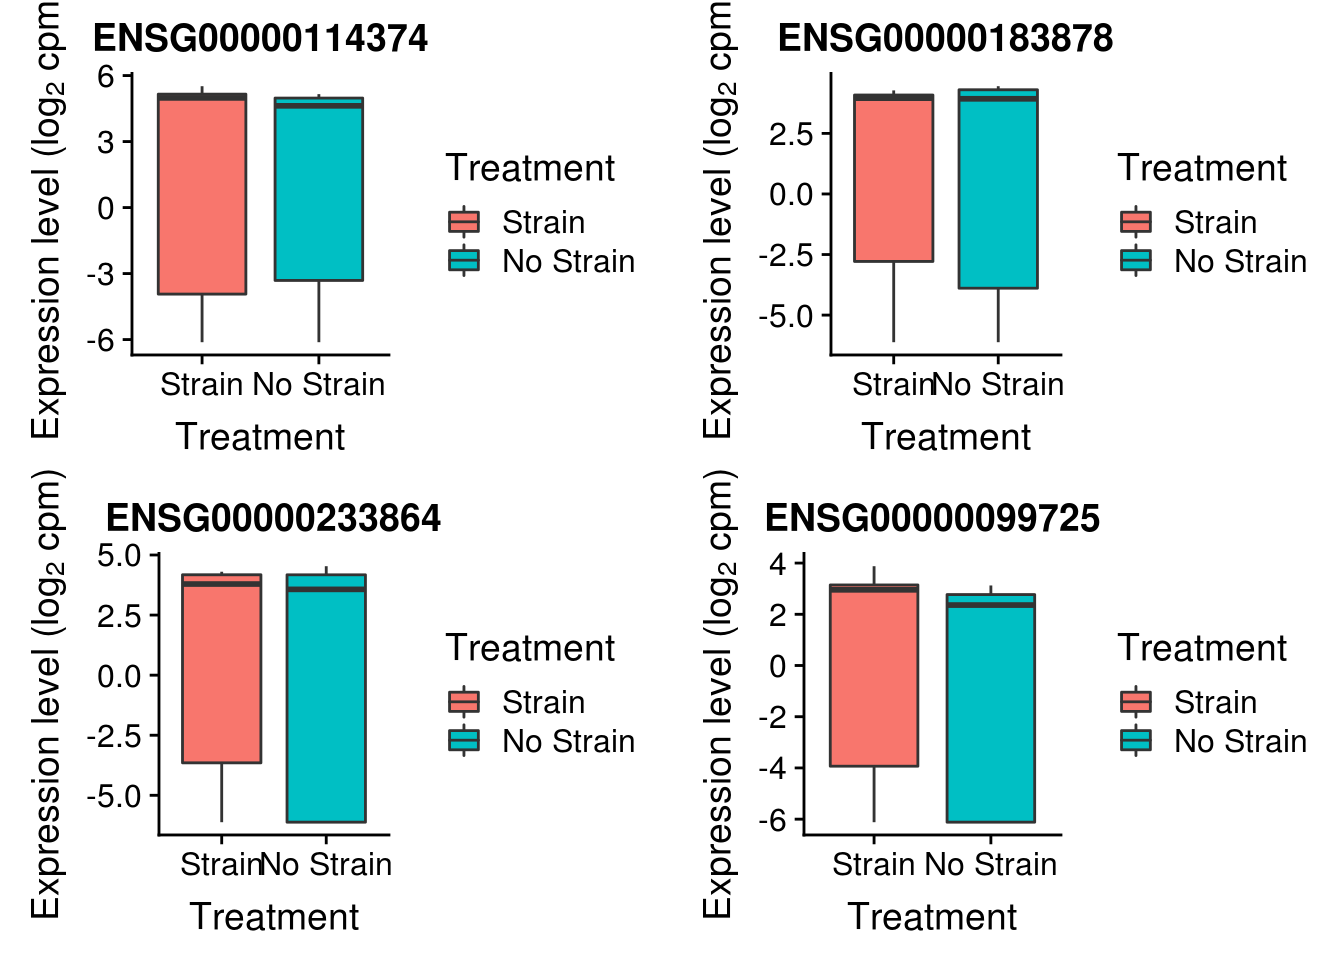 ENSG00000114374
Expression level (log2 cpm
6
3
0
-3
-6
Strain No Strain
Treatment
Treatment
Strain
No Strain
ENSG00000183878
Expression level (log2 cpm
2.5
0.0
-2.5
-5.0
Strain No Strain
Treatment
Treatment
Strain
No Strain
ENSG00000233864
Expression level (log2 cpm)
5.0
2.5
0.0
-2.5
-5.0
Strain No Strain
Treatment
Treatment
Strain
No Strain
ENSG00000099725
Expression level (log2 cpm)
4
2
0
-2
-4
-6
Strain No Strain
Treatment
Treatment
Strain
No Strain